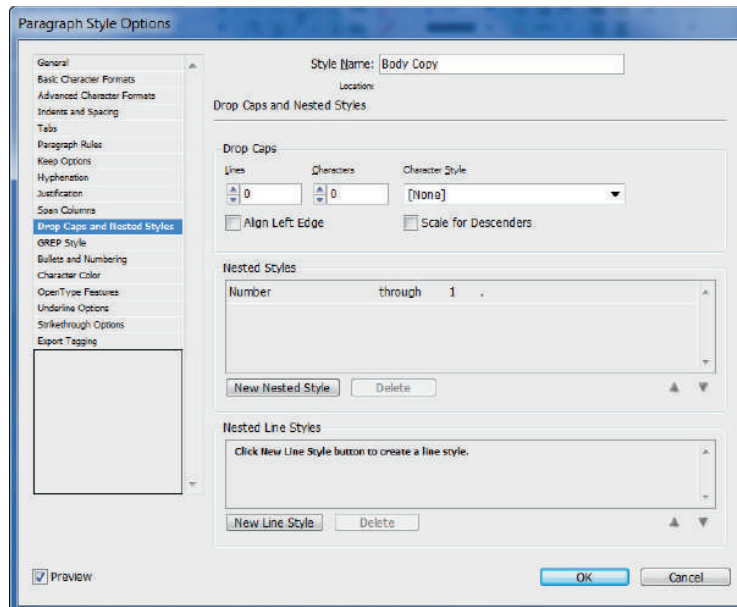 Paragraph Style Options
General
Basic Character Formats
Advanced Character Formats
Indents and Spacing
Tabs
Paragraph Rules
Keep Options
Hyphenation
Justification
Span Columns
Drop Caps and Nested Styles
GREP Style
Bullets and Numbering
Character Color
OpenType Features
Underline Options
Strikethrough Options
Export Tagging
Style Name: Body Copy
Location:
Drop Caps and Nested Styles
Drop Caps
Lines Characters Character Style
0 0 [None]
Align Left Edge Scale for Descenders
Nested Styles
Number through 1 .
New Nested Style Delete
Nested Line Styles
Click New Line Style button to create a line style.
New Line Style Delete
Preview OK Cancel